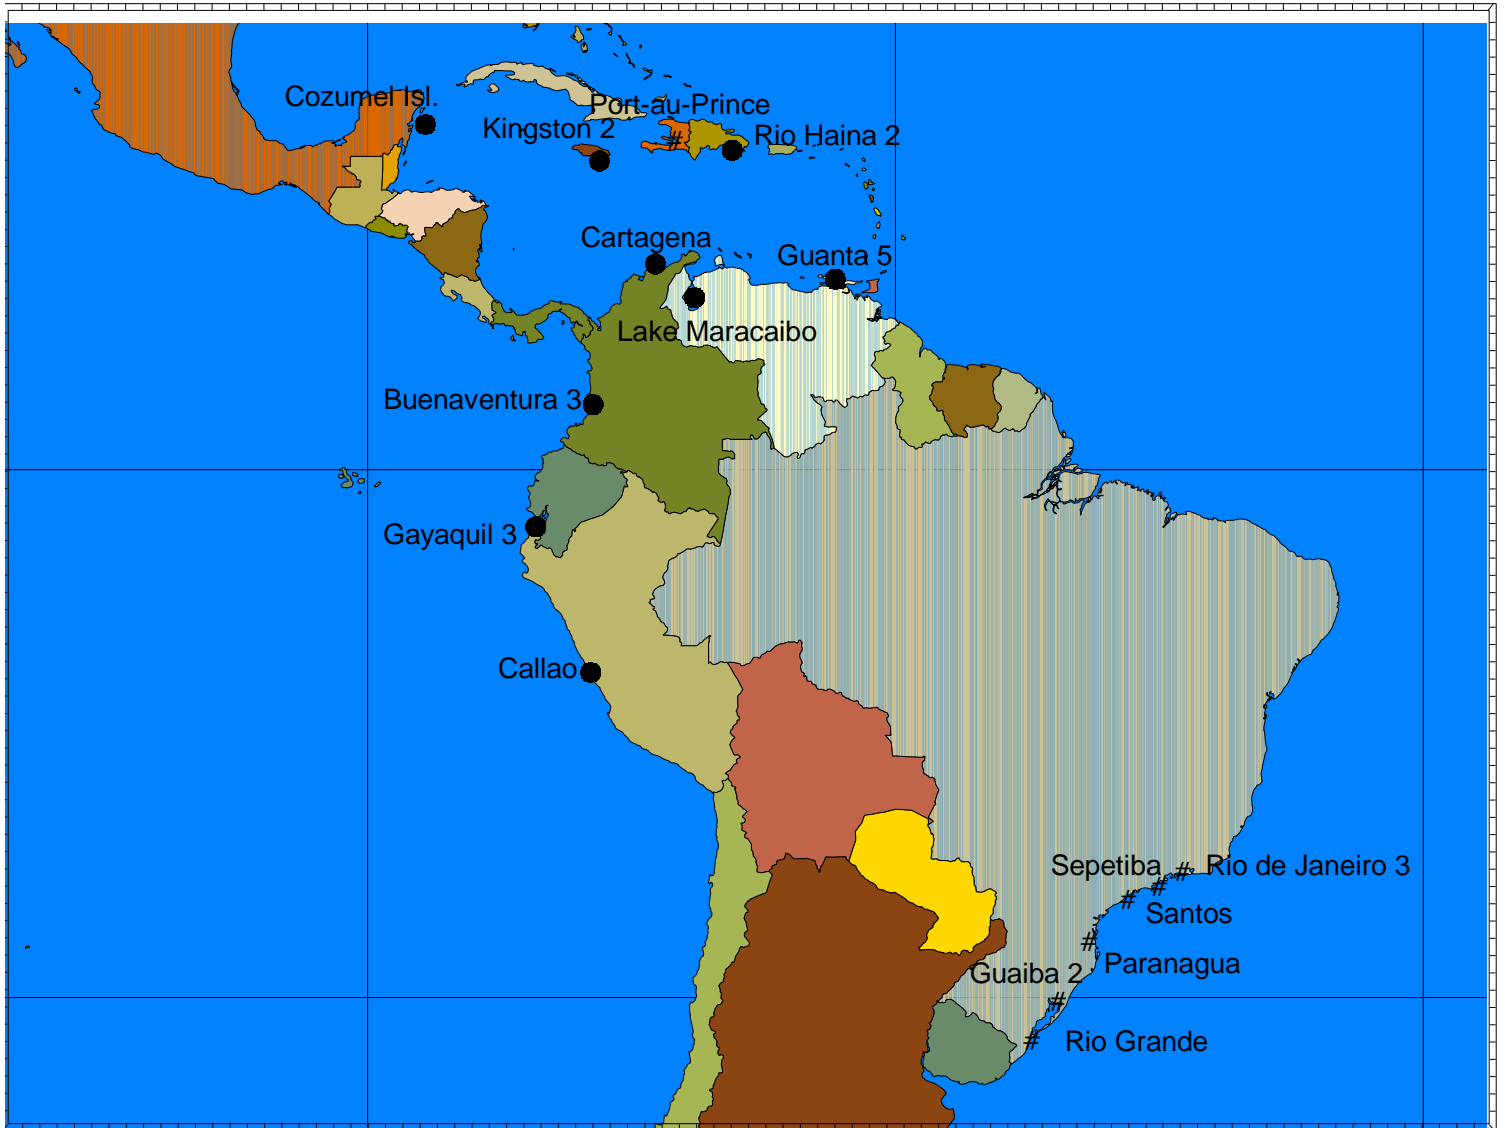 Cozumel Isl.
Port-au-Prince
Kingston 2
#
Rio Haina 2
Cartagena
Guanta 5
Lake Maracaibo
Buenaventura 3
Gayaquil 3
Callao
Sepetiba
# Rio de Janeiro 3
#
#
Santos
#
Paranagua
Guaiba 2
#
# Rio Grande